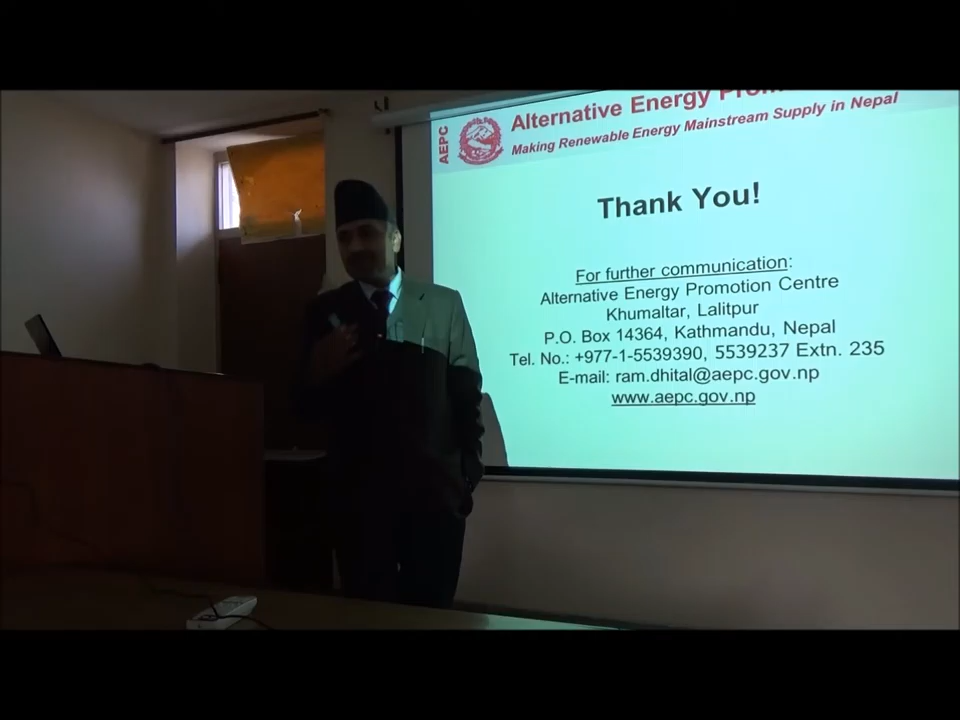 AEPC
Alternative Energy
Making Renewable Energy Mainstream Supply in Nepal
Thank You!
For further communication:
Alternative Energy Promotion Centre
Khumaltar, Lalitpur
P.O. Box 14364, Kathmandu, Nepal
Tel. No.: +977-1-5539390, 5539237 Extn. 235
E-mail: ram.dhital@aepc.gov.np
www.aepc.gov.np